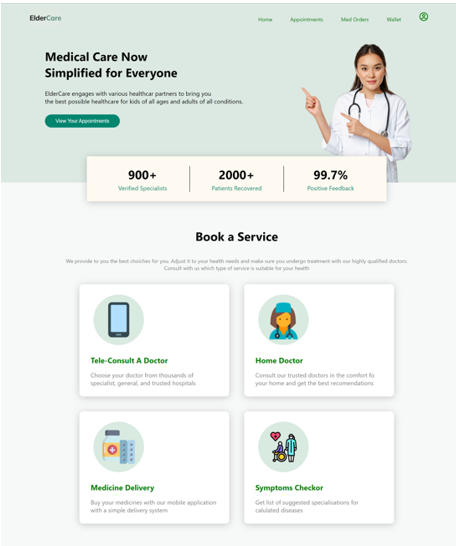 ElderCare
Home Appointments Med Orders Wallet
Medical Care Now
Simplified for Everyone
ElderCare engages with various healthcar partners to bring you
the best possible healthcare for kids of all ages and adults of all conditions.
View Your Appointments
900+ 2000+ 99.7%
Verified Specialists Patients Recovered Positive Feedback
Book a Service
We provide to you the best choiches for you. Adjust it to your health needs and make sure you undergo treatment with our highly qualified doctors.
Consult with us which type of service is suitable for your health
Tele-Consult A Doctor
Choose your doctor from thousands of
specialist, general, and trusted hospitals
Home Doctor
Consult our trusted doctors in the comfort fo
your home and get the best recomendations
Medicine Delivery
Buy your medicines with our mobile application
with a simple delivery system
Symptoms Checkor
Get list of suggested specialisations for
calulated diseases